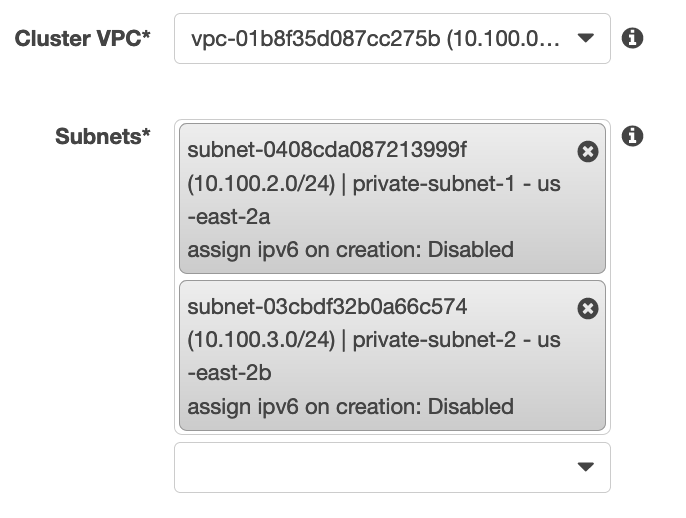 Cluster VPC* vpc-01b8f35d087cc275b (10.100.0...
Subnets*
subnet-0408cda087213999f
(10.100.2.0/24) | private-subnet-1 - us
-east-2a
assign ipv6 on creation: Disabled
subnet-03cbdf32b0a66c574
(10.100.3.0/24) | private-subnet-2 - us
-east-2b
assign ipv6 on creation: Disabled